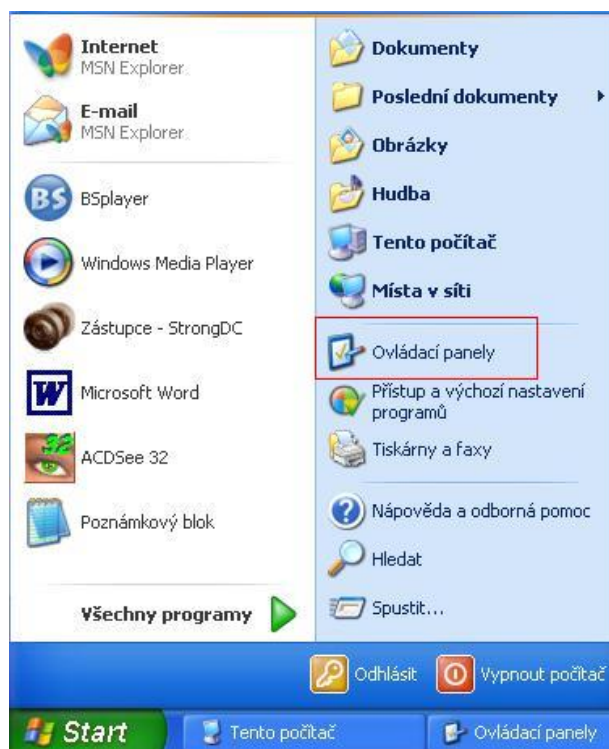 Internet
MSN Explorer
E-mail
MSN Explorer
BSplayer
Windows Media Player
Zástupce - StrongDC
Microsoft Word
ACDSee 32
Poznámkový blok
Všechny programy
Dokumenty
Poslední dokumenty
Obrázky
Hudba
Tento počítač
Místa v síti
Ovládací panely
Přístup a výchozí nastavení
programů
Tiskárny a faxy
Nápověda a odborná pomoc
Hledat
Spustit...
Odhlásit
Vypnout počítač
Start
Tento počítač
Ovládací panely